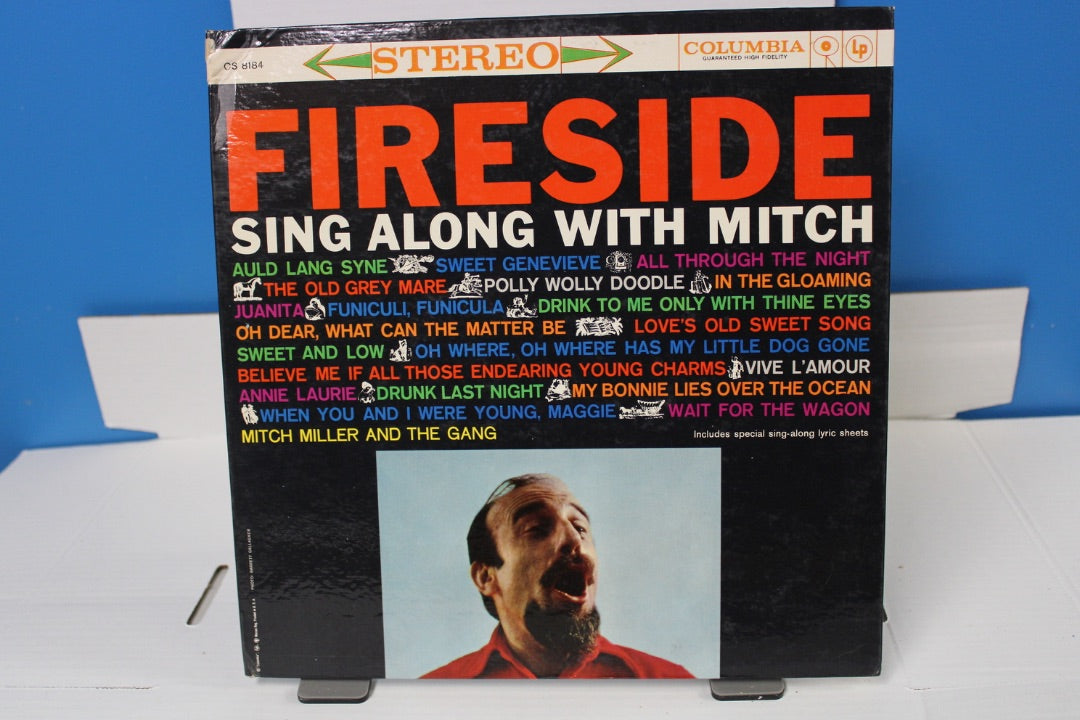 CS 8184 STEREO COLUMBIA Lp
GUARANTEED HIGH FIDELITY
FIRESIDE
SING ALONG WITH MITCH
AULD LANG SYNE SWEET GENEVIEVE ALL THROUGH THE NIGHT
THE OLD GREY MARE POLLY WOLLY DOODLE IN THE GLOAMING
JUANITA FUNICULI, FUNICULA DRINK TO ME ONLY WITH THINE EYES
OH DEAR, WHAT CAN THE MATTER BE LOVE'S OLD SWEET SONG
SWEET AND LOW OH WHERE, OH WHERE HAS MY LITTLE DOG GONE
BELIEVE ME IF ALL THOSE ENDEARING YOUNG CHARMS VIVE L'AMOUR
ANNIE LAURIE DRUNK LAST NIGHT MY BONNIE LIES OVER THE OCEAN
WHEN YOU AND I WERE YOUNG, MAGGIE WAIT FOR THE WAGON
MITCH MILLER AND THE GANG Includes special sing-along lyric sheets